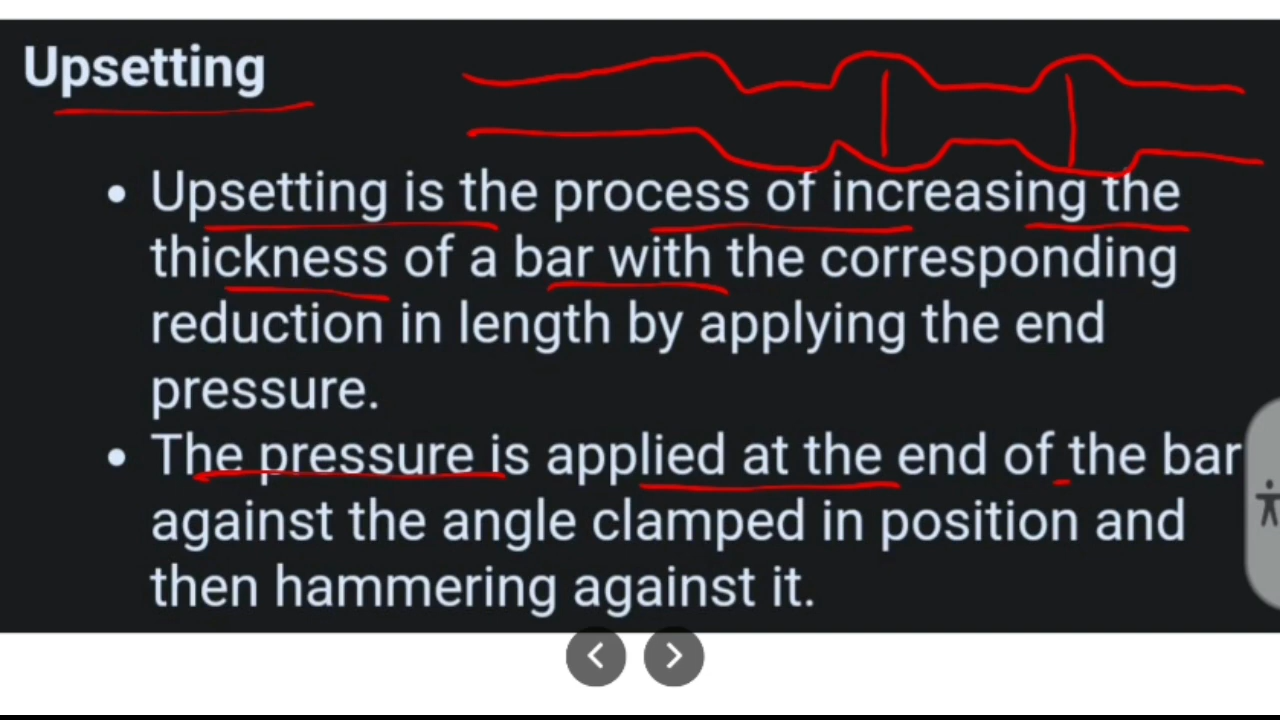 Upsetting
• Upsetting is the process of increasing the
thickness of a bar with the corresponding
reduction in length by applying the end
pressure.
• The pressure is applied at the end of the bar
against the angle clamped in position and
then hammering against it.